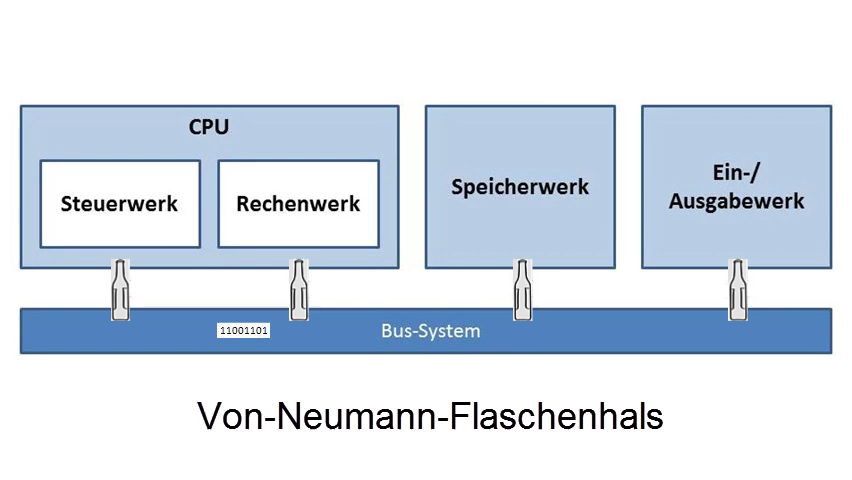 CPU
Steuerwerk
Rechenwerk
Speicherwerk
Ein-/
Ausgabewerk
11001101
Bus-System
Von-Neumann-Flaschenhals